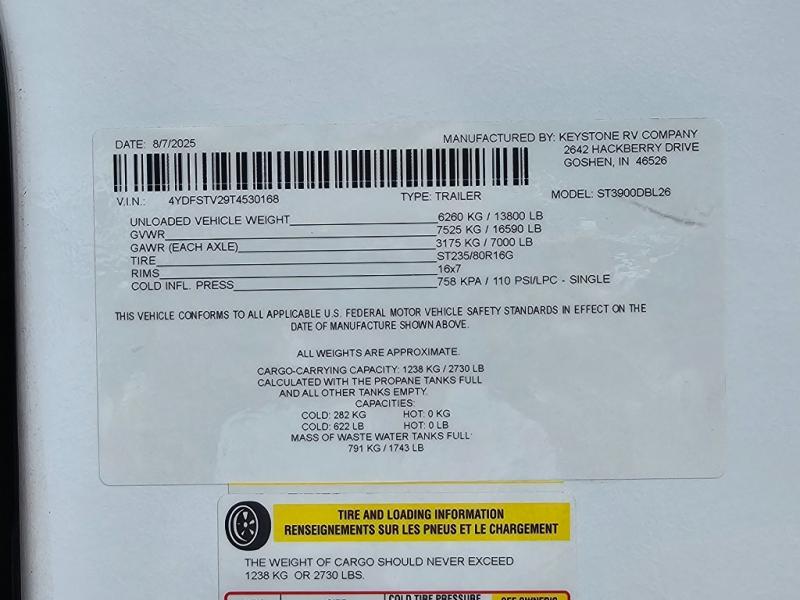 DATE: 8/7/2025
MANUFACTURED BY: KEYSTONE RV COMPANY
2642 HACKBERRY DRIVE
GOSHEN, IN 46526
V.I.N.: 4YDFSTV29T4530168 TYPE: TRAILER MODEL: ST3900DBL26
UNLOADED VEHICLE WEIGHT 6260 KG / 13800 LB
GVWR 7525 KG / 16590 LB
GAWR (EACH AXLE) 3175 KG / 7000 LB
TIRE ST235/80R16G
RIMS 16x7
COLD INFL. PRESS 758 KPA / 110 PSI/LPC - SINGLE
THIS VEHICLE CONFORMS TO ALL APPLICABLE U.S. FEDERAL MOTOR VEHICLE SAFETY STANDARDS IN EFFECT ON THE
DATE OF MANUFACTURE SHOWN ABOVE.
ALL WEIGHTS ARE APPROXIMATE.
CARGO-CARRYING CAPACITY: 1238 KG / 2730 LB
CALCULATED WITH THE PROPANE TANKS FULL
AND ALL OTHER TANKS EMPTY.
CAPACITIES:
COLD: 282 KG HOT: 0 KG
COLD: 622 LB HOT: 0 LB
MASS OF WASTE WATER TANKS FULL:
791 KG / 1743 LB
TIRE AND LOADING INFORMATION
RENSEIGNEMENTS SUR LES PNEUS ET LE CHARGEMENT
THE WEIGHT OF CARGO SHOULD NEVER EXCEED
1238 KG OR 2730 LBS.
COLD TIRE PRESSURE SEE OWNER'S